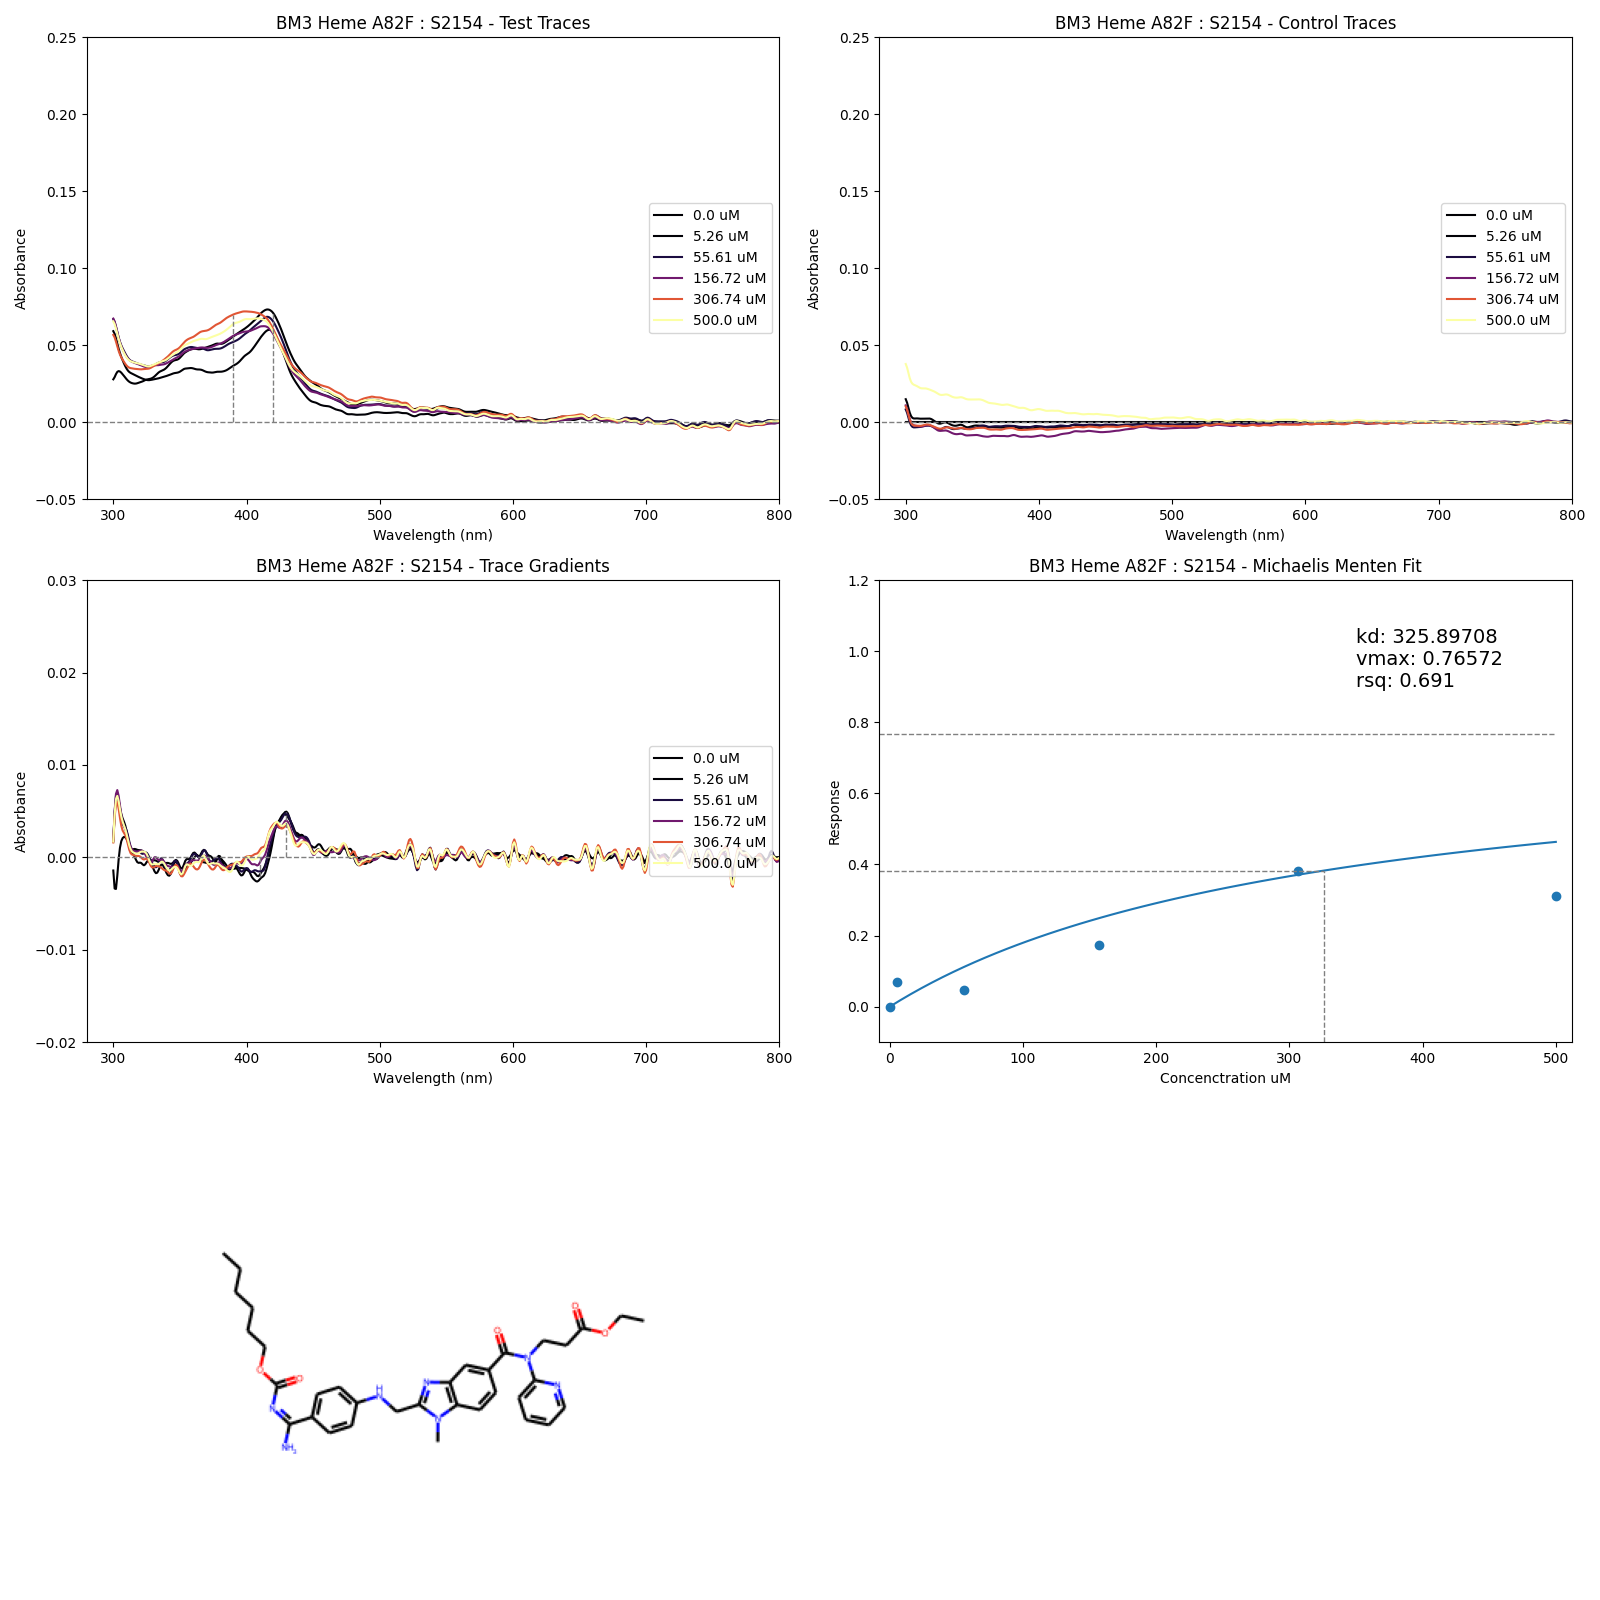 BM3 Heme A82F : S2154 - Test Traces
0.25
0.20
0.15
0.10
0.05
0.00
−0.05
Absorbance
300 400 500 600 700 800
Wavelength (nm)
0.0 uM
5.26 uM
55.61 uM
156.72 uM
306.74 uM
500.0 uM
BM3 Heme A82F : S2154 - Control Traces
0.25
0.20
0.15
0.10
0.05
0.00
−0.05
Absorbance
300 400 500 600 700 800
Wavelength (nm)
0.0 uM
5.26 uM
55.61 uM
156.72 uM
306.74 uM
500.0 uM
BM3 Heme A82F : S2154 - Trace Gradients
0.03
0.02
0.01
0.00
−0.01
−0.02
Absorbance
300 400 500 600 700 800
Wavelength (nm)
0.0 uM
5.26 uM
55.61 uM
156.72 uM
306.74 uM
500.0 uM
BM3 Heme A82F : S2154 - Michaelis Menten Fit
1.2
1.0
0.8
0.6
0.4
0.2
0.0
Response
kd: 325.89708
vmax: 0.76572
rsq: 0.691
0 100 200 300 400 500
Concenctration uM
O
O
N
NH2
H
N
N
N
O
N
N
O
O